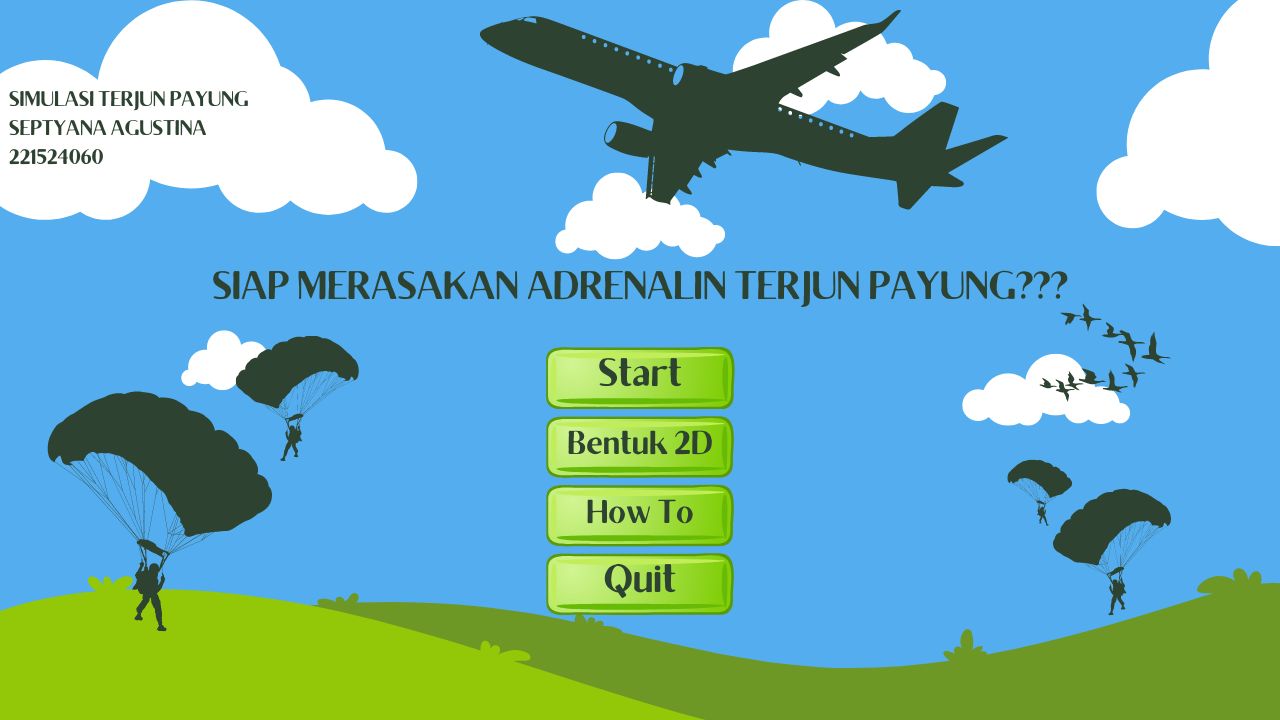 SIMULASI TERJUN PAYUNG
SEPTYANA AGUSTINA
221524060
SIAP MERASAKAN ADRENALIN TERJUN PAYUNG???
Start
Bentuk 2D
How To
Quit